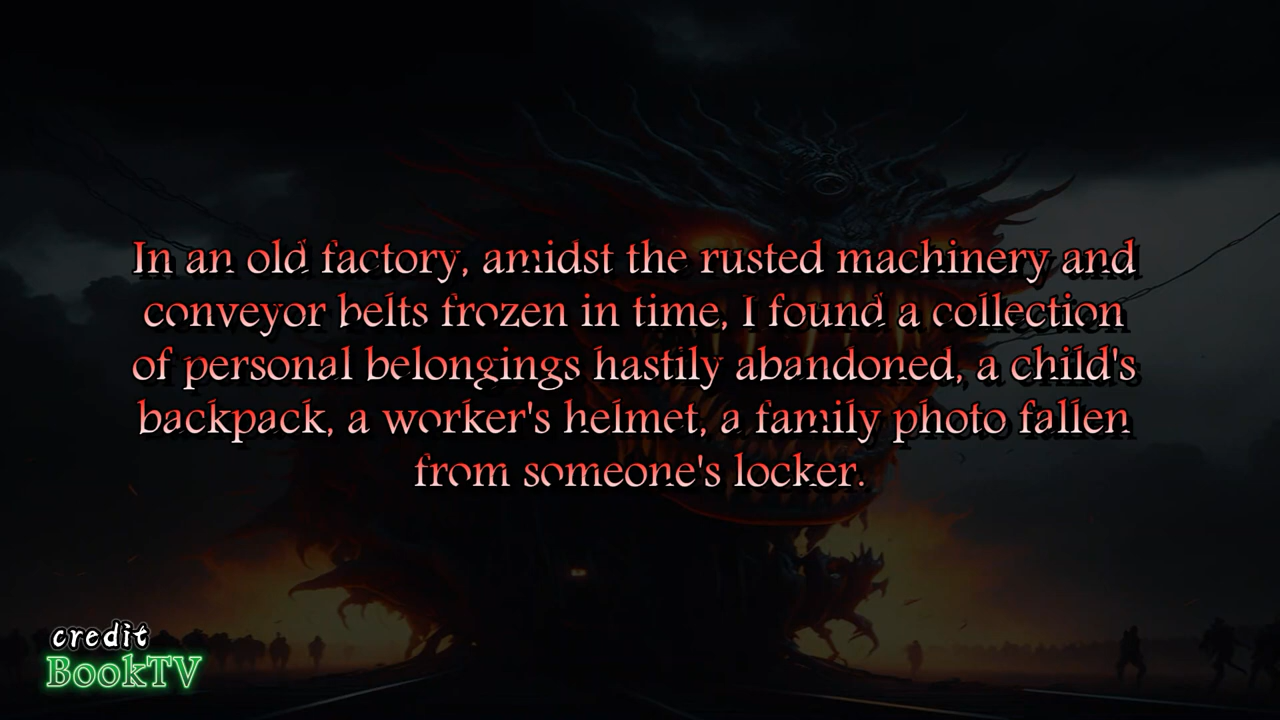 In an old factory, amidst the rusted machinery and
conveyor belts frozen in time, I found a collection
of personal belongings hastily abandoned, a child's
backpack, a worker's helmet, a family photo fallen
from someone's locker.
credit
BookTV